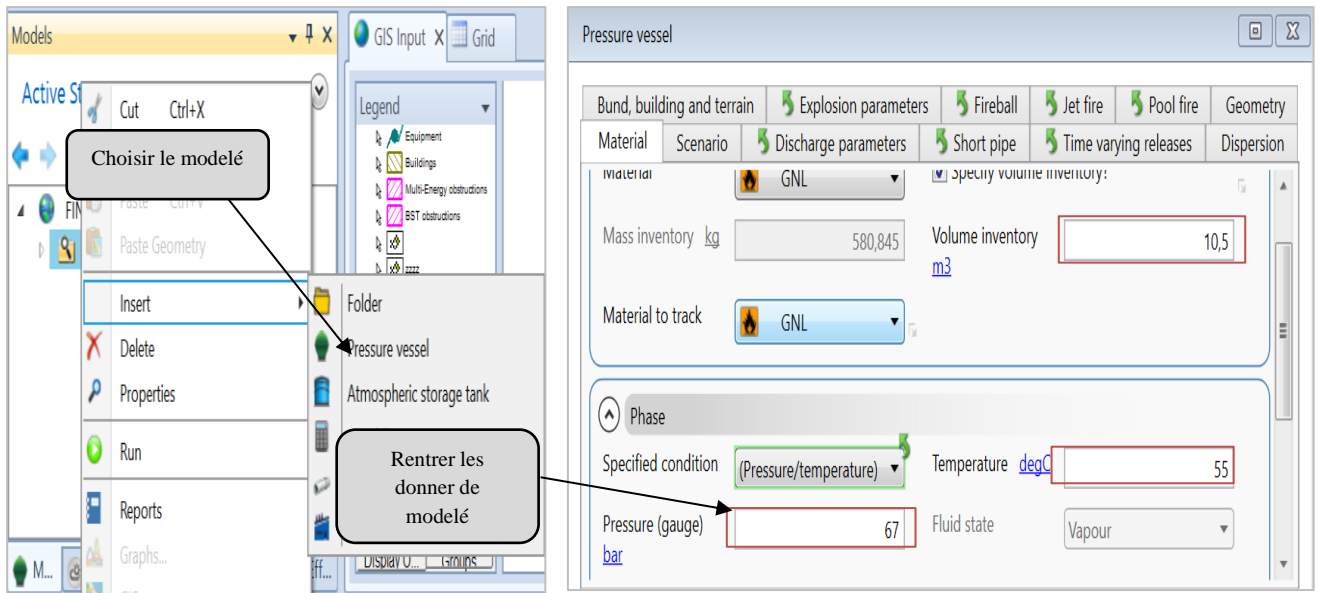 Models
Active St
Cut Ctrl+X
Choisir le modelé
Paste Ctrl+V
Paste Geometry
Insert
Delete
Properties
Run
Reports
Graphs...
M...
Eff...
FIN
Folder
Pressure vessel
Atmospheric storage tank
Rentrer les
donner de
modelé
GIS Input X Grid
Legend
Equipment
Buildings
Multi-Energy obstructions
BST obstructions
zzzz
Display O... Groups
Pressure vessel
Bund, building and terrain Explosion parameters Fireball Jet fire Pool fire Geometry
Material Scenario Discharge parameters Short pipe Time varying releases Dispersion
Material GNL Specify volume inventory?
Mass inventory kg 580,845 Volume inventory 10,5
m3
Material to track GNL
Phase
Specified condition (Pressure/temperature) Temperature degC 55
Pressure (gauge) 67 Fluid state Vapour
bar